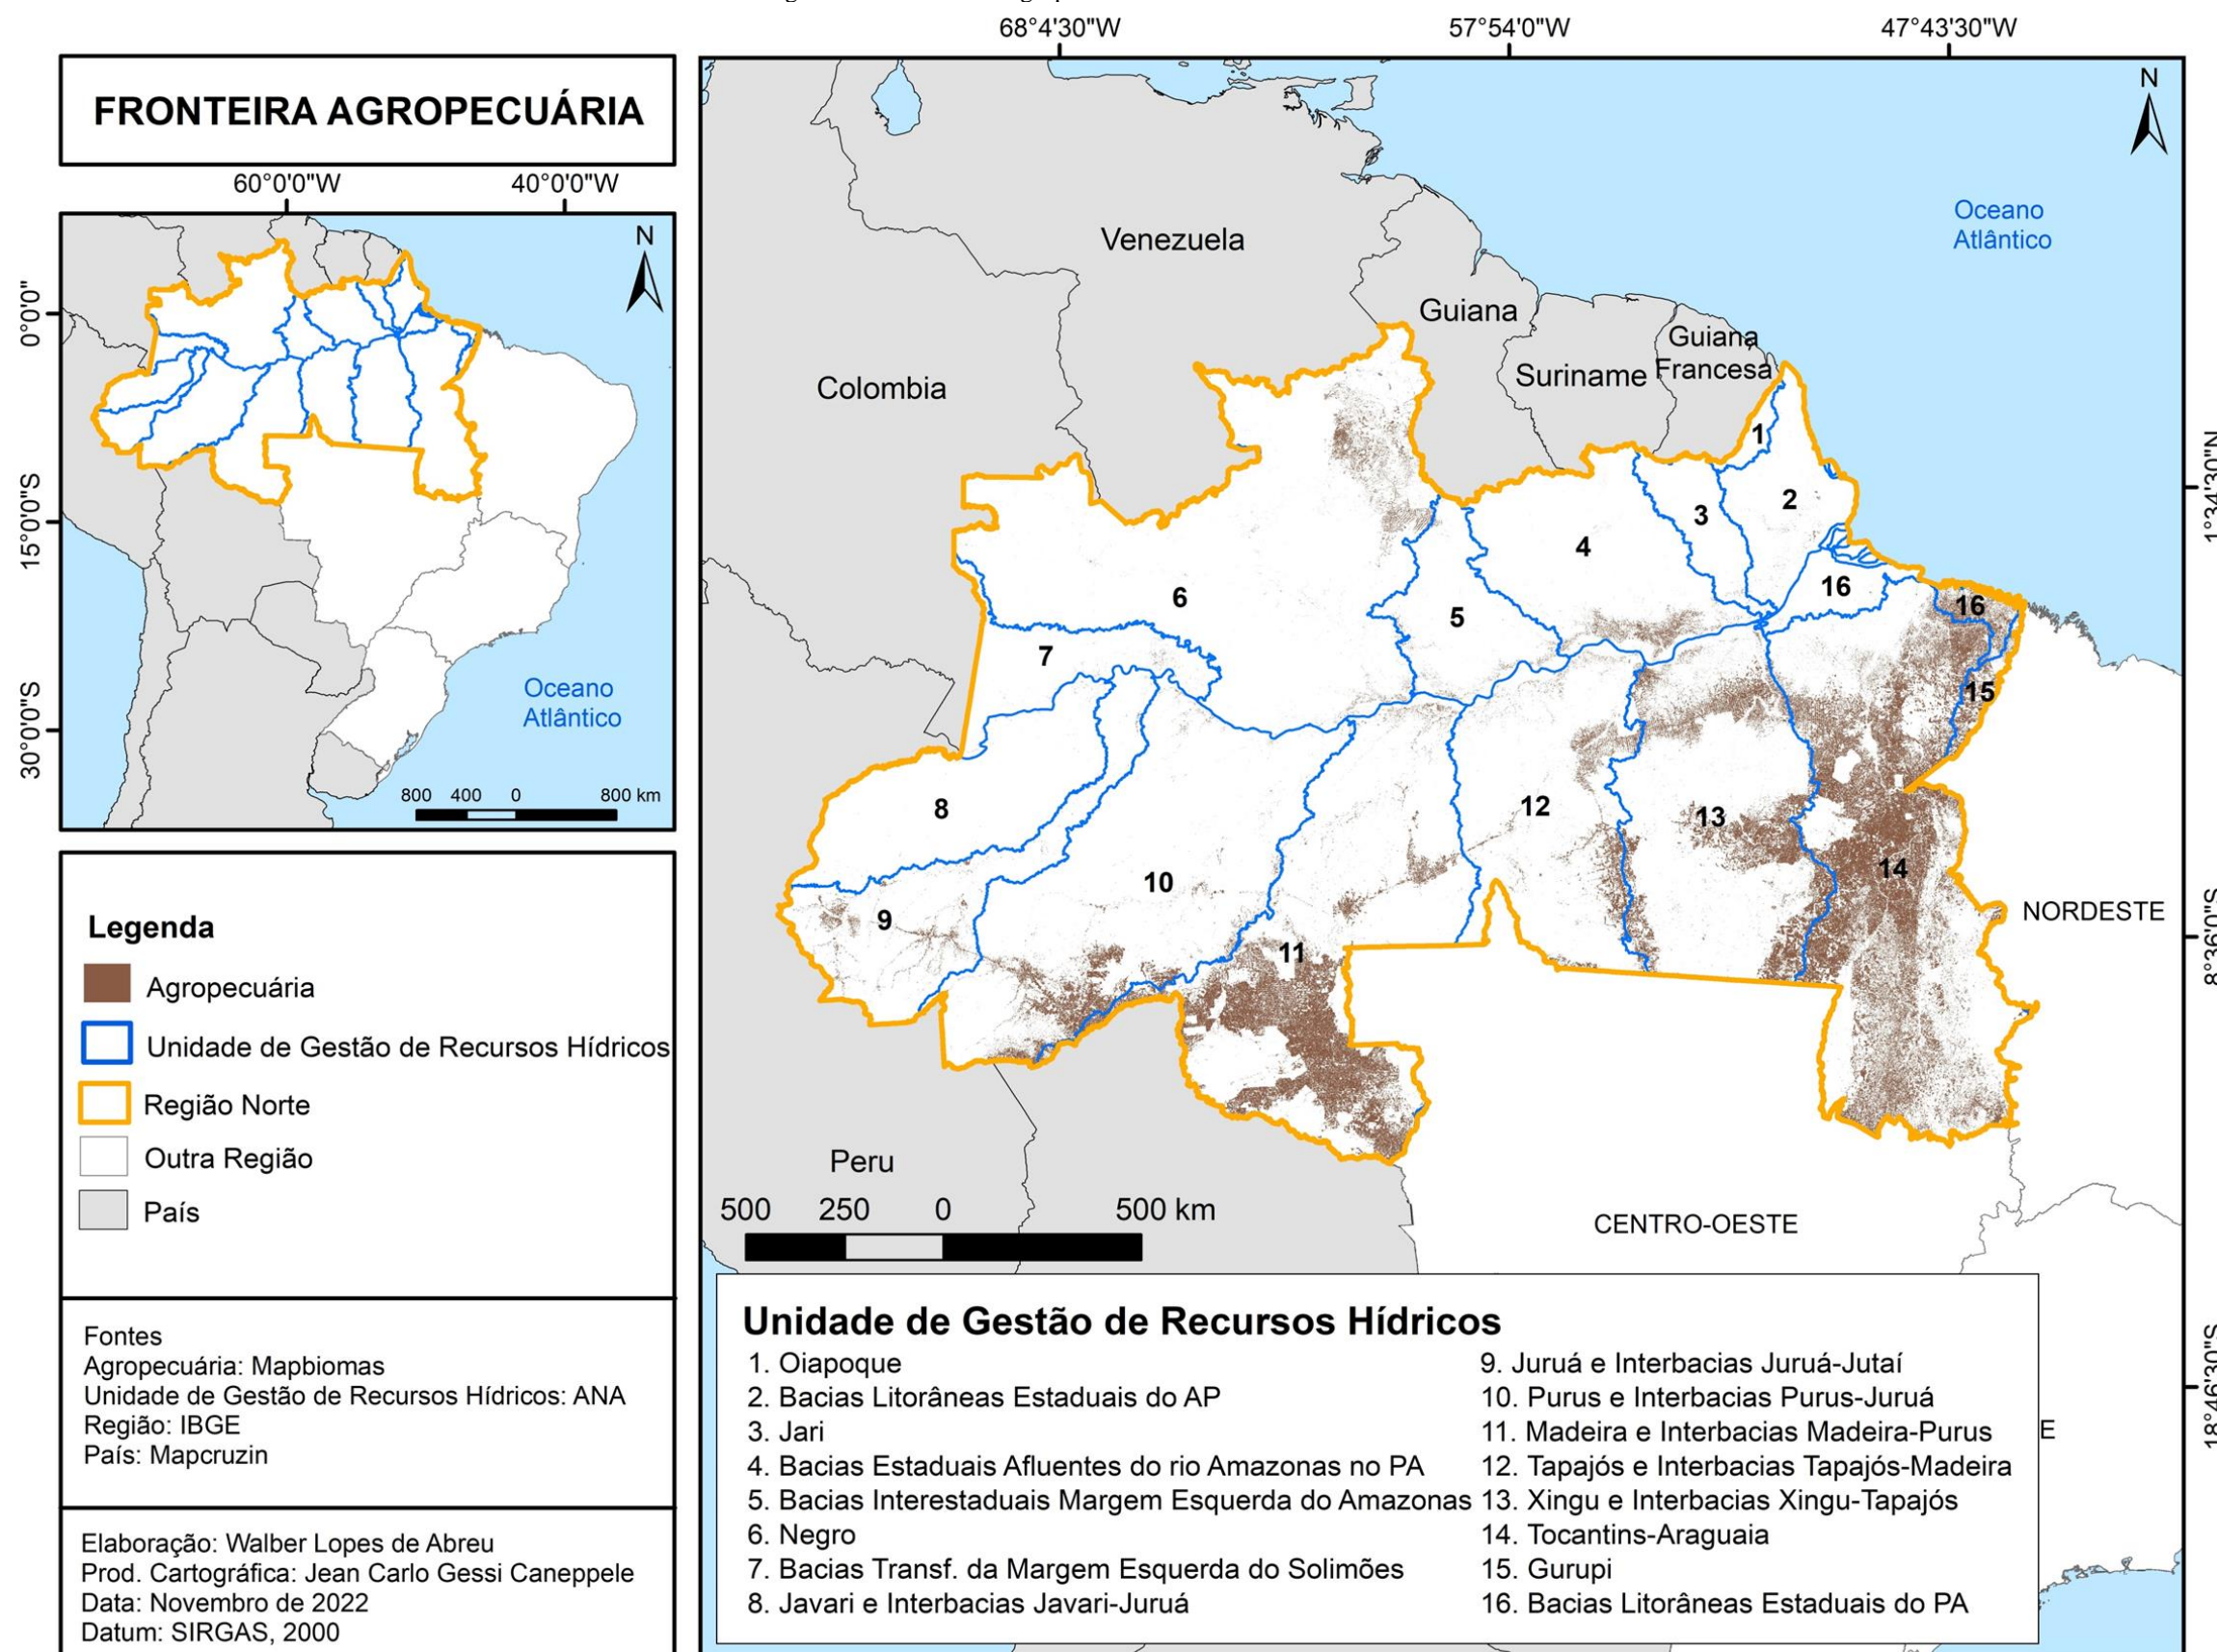 FRONTEIRA AGROPECUÁRIA
60°0'0"W
40°0'0"W
N
0°0'0"
15°0'0"S
30°0'0"S
Oceano
Atlântico
800 400 0 800 km
Legenda
Agropecuária
Unidade de Gestão de Recursos Hídricos
Região Norte
Outra Região
País
Fontes
Agropecuária: Mapbiomas
Unidade de Gestão de Recursos Hídricos: ANA
Região: IBGE
País: Mapcruzin
Elaboração: Walber Lopes de Abreu
Prod. Cartográfica: Jean Carlo Gessi Caneppele
Data: Novembro de 2022
Datum: SIRGAS, 2000
68°4'30"W
57°54'0"W
47°43'30"W
N
Oceano
Atlântico
Venezuela
Guiana
Guiana
Francesa
Suriname
Colombia
1
2
3
4
16
16
6
5
7
15
8
12
13
14
10
9
11
NORDESTE
Peru
500 250 0 500 km
CENTRO-OESTE
1°34'30"N
8°36'0"S
18°46'30"S
E
Unidade de Gestão de Recursos Hídricos
1. Oiapoque
2. Bacias Litorâneas Estaduais do AP
3. Jari
4. Bacias Estaduais Afluentes do rio Amazonas no PA
5. Bacias Interestaduais Margem Esquerda do Amazonas
6. Negro
7. Bacias Transf. da Margem Esquerda do Solimões
8. Javari e Interbacias Javari-Juruá
9. Juruá e Interbacias Juruá-Jutaí
10. Purus e Interbacias Purus-Juruá
11. Madeira e Interbacias Madeira-Purus
12. Tapajós e Interbacias Tapajós-Madeira
13. Xingu e Interbacias Xingu-Tapajós
14. Tocantins-Araguaia
15. Gurupi
16. Bacias Litorâneas Estaduais do PA